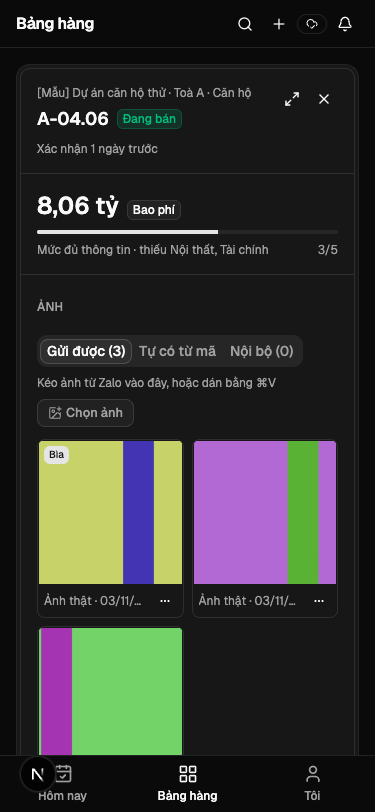 Bảng hàng
[Mẫu] Dự án căn hộ thử · Toà A · Căn hộ
A-04.06 Đang bán
Xác nhận 1 ngày trước
8,06 tỷ Bao phí
Mức đủ thông tin · thiếu Nội thất, Tài chính 3/5
ẢNH
Gửi được (3) Tự có từ mã Nội bộ (0)
Kéo ảnh từ Zalo vào đây, hoặc dán bằng ⌘V
Chọn ảnh
Bìa
Ảnh thật · 03/11/... ...
Ảnh thật · 03/11/... ...
N
Hôm nay Bảng hàng Tôi